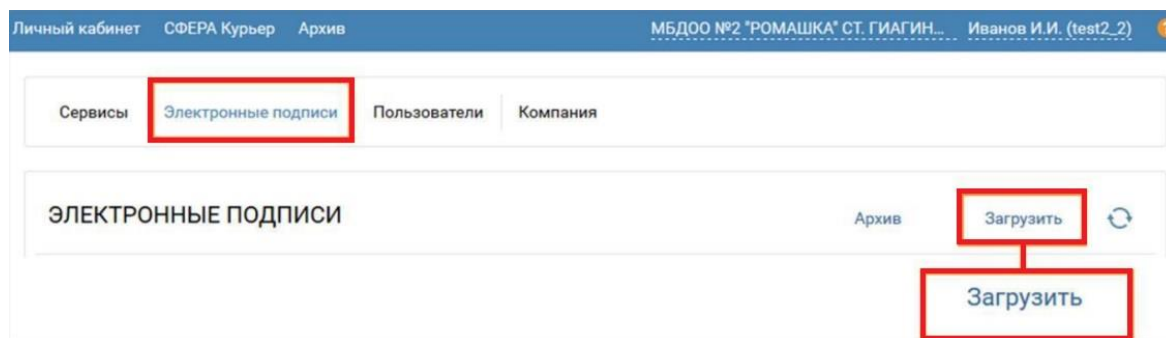 Личный кабинет СФЕРА Курьер Архив МБДОО №2 "РОМАШКА" СТ. ГИАГИН... Иванов И.И. (test2_2)
Сервисы Электронные подписи Пользователи Компания
ЭЛЕКТРОННЫЕ ПОДПИСИ Архив Загрузить
Загрузить